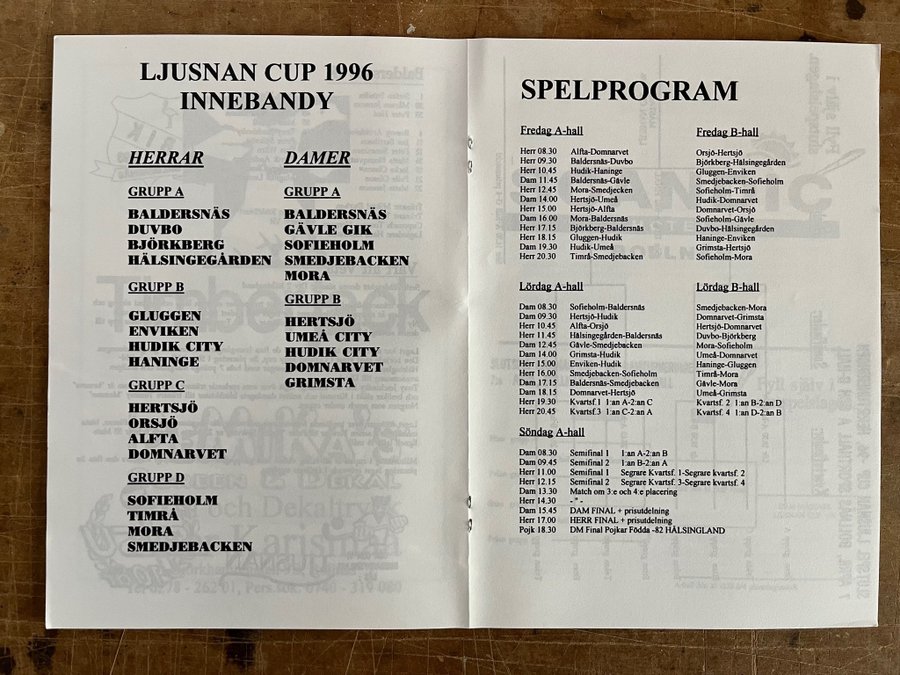 LJUSNAN CUP 1996
INNEBANDY
HERRAR
GRUPP A
BALDERSNÄS
DUVBO
BJÖRKBERG
HÄLSINGEGÅRDEN
GRUPP B
GLUGGEN
ENVIKEN
HUDIK CITY
HANINGE
GRUPP C
HERTSJÖ
ORSJÖ
ALFTA
DOMNARVET
GRUPP D
SOFIEHOLM
TIMRÅ
MORA
SMEDJEBACKEN
DAMER
GRUPP A
BALDERSNÄS
GÄVLE GIK
SOFIEHOLM
SMEDJEBACKEN
MORA
GRUPP B
HERTSJÖ
UMEÅ CITY
HUDIK CITY
DOMNARVET
GRIMSTA
SPELPROGRAM
Fredag A-hall Fredag B-hall
Herr 08.30 Alfta-Domnarvet Orsjö-Hertsjö
Herr 09.30 Baldersnäs-Duvbo Björkberg-Hälsingegården
Herr 10.45 Hudik-Haninge Gluggen-Enviken
Dam 11.45 Baldersnäs-Gävle Smedjebacken-Sofieholm
Herr 12.45 Mora-Smedjecken Sofieholm-Timrå
Dam 14.00 Hertsjö-Umeå Hudik-Domnarvet
Herr 15.00 Hertsjö-Alfta Domnarvet-Orsjö
Dam 16.00 Mora-Baldersnäs Sofieholm-Gävle
Herr 17.15 Björkberg-Baldersnäs Duvbo-Hälsingegården
Herr 18.15 Gluggen-Hudik Haninge-Enviken
Dam 19.30 Hudik-Umeå Grimsta-Hertsjö
Herr 20.30 Timrå-Smedjebacken Sofieholm-Mora
Lördag A-hall Lördag B-hall
Dam 08.30 Sofieholm-Baldersnäs Smedjebacken-Mora
Dam 09.30 Hertsjö-Hudik Domnarvet-Grimsta
Herr 10.45 Alfta-Orsjö Hertsjö-Domnarvet
Herr 11.45 Hälsingegården-Baldersnäs Duvbo-Björkberg
Dam 12.45 Gävle-Smedjebacken Mora-Sofieholm
Dam 14.00 Grimsta-Hudik Umeå-Domnarvet
Herr 15.00 Enviken-Hudik Haninge-Gluggen
Herr 16.00 Smedjebacken-Sofieholm Timrå-Mora
Dam 17.15 Baldersnäs-Smedjebacken Gävle-Mora
Dam 18.15 Domnarvet-Hertsjö Umeå-Grimsta
Herr 19.30 Kvartsf.1 1:an A-2:an C Kvartsf. 2 1:an B-2:an D
Herr 20.45 Kvartsf.3 1:an C-2:an A Kvartsf. 4 1:an D-2:an B
Söndag A-hall
Dam 08.30 Semifinal 1 1:an A-2:an B
Dam 09.45 Semifinal 2 1:an B-2:an A
Herr 11.00 Semifinal 1 Segrare Kvartsf. 1-Segrare kvartsf. 2
Herr 12.15 Semifinal 2 Segrare Kvartsf. 3-Segrare kvartsf. 4
Dam 13.30 Match om 3:e och 4:e placering
Herr 14.30 -"-
Dam 15.45 DAM FINAL + prisutdelning
Herr 17.00 HERR FINAL + prisutdelning
Pojk 18.30 DM Final Pojkar Födda -82 HÄLSINGLAND